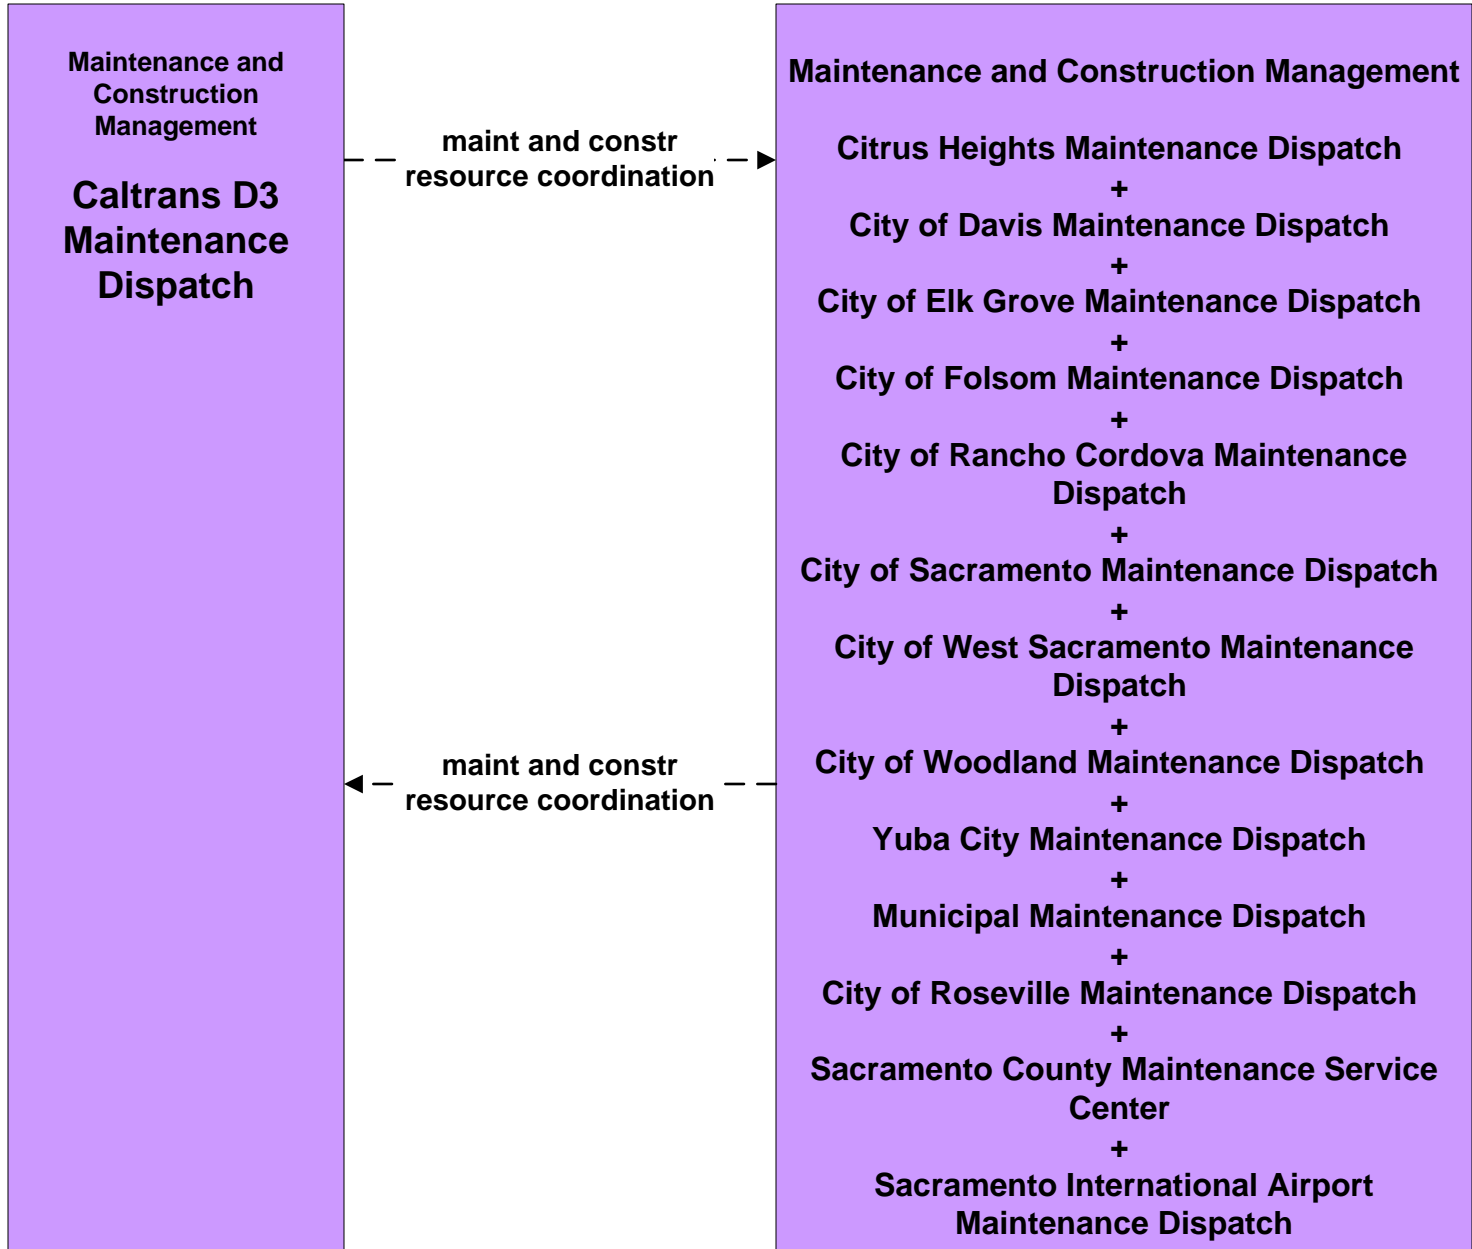 Maintenance and
Construction
Management
Caltrans D3
Maintenance
Dispatch
maint and constr
resource coordination
maint and constr
resource coordination
Maintenance and Construction Management
Citrus Heights Maintenance Dispatch
+
City of Davis Maintenance Dispatch
+
City of Elk Grove Maintenance Dispatch
+
City of Folsom Maintenance Dispatch
+
City of Rancho Cordova Maintenance
Dispatch
+
City of Sacramento Maintenance Dispatch
+
City of West Sacramento Maintenance
Dispatch
+
City of Woodland Maintenance Dispatch
+
Yuba City Maintenance Dispatch
+
Municipal Maintenance Dispatch
+
City of Roseville Maintenance Dispatch
+
Sacramento County Maintenance Service
Center
+
Sacramento International Airport
Maintenance Dispatch